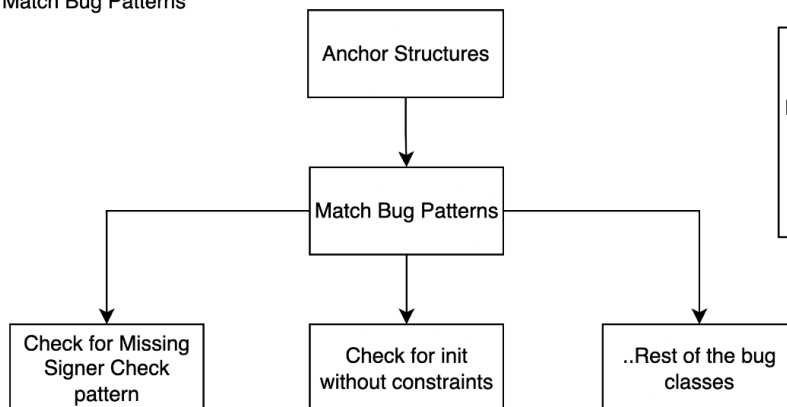 Match Bug Patterns
Anchor Structures
Match Bug Patterns
Check for Missing
Signer Check
pattern
Check for init
without constraints
..Rest of the bug
classes